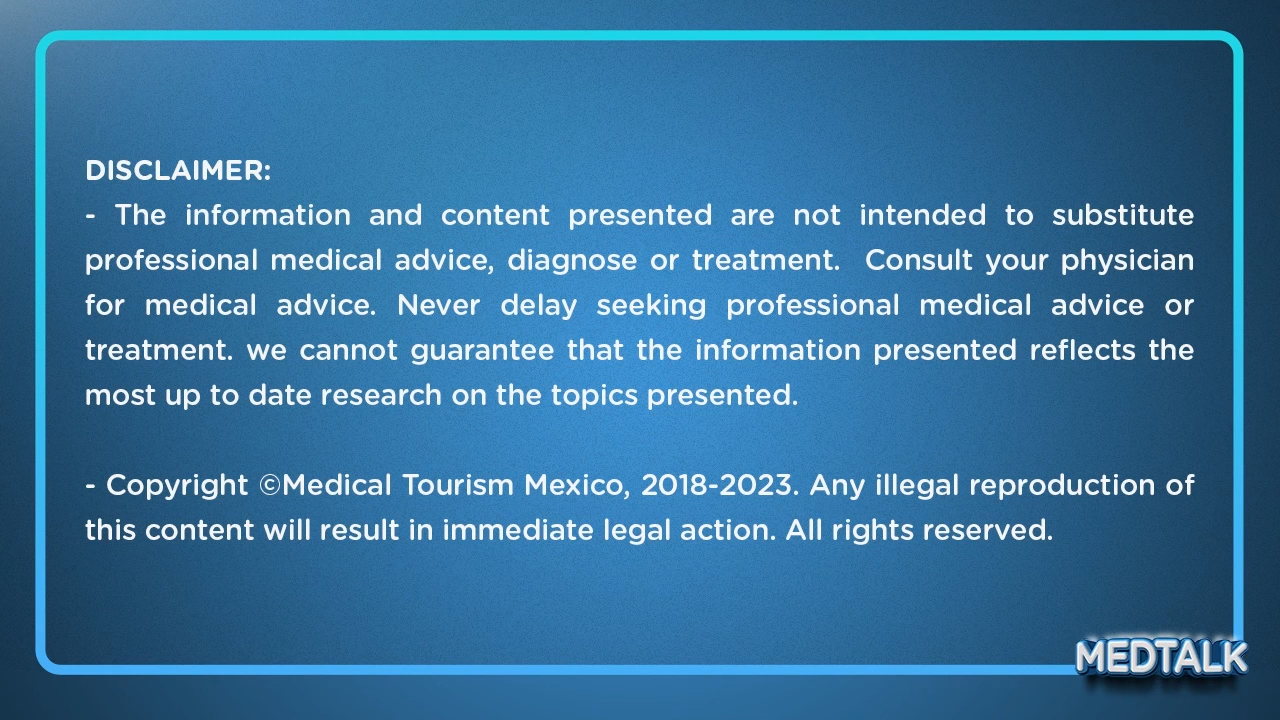 DISCLAIMER:
- The information and content presented are not intended to substitute
professional medical advice, diagnose or treatment. Consult your physician
for medical advice. Never delay seeking professional medical advice or
treatment. we cannot guarantee that the information presented reflects the
most up to date research on the topics presented.
- Copyright ©Medical Tourism Mexico, 2018-2023. Any illegal reproduction of
this content will result in immediate legal action. All rights reserved.
MEDTALK